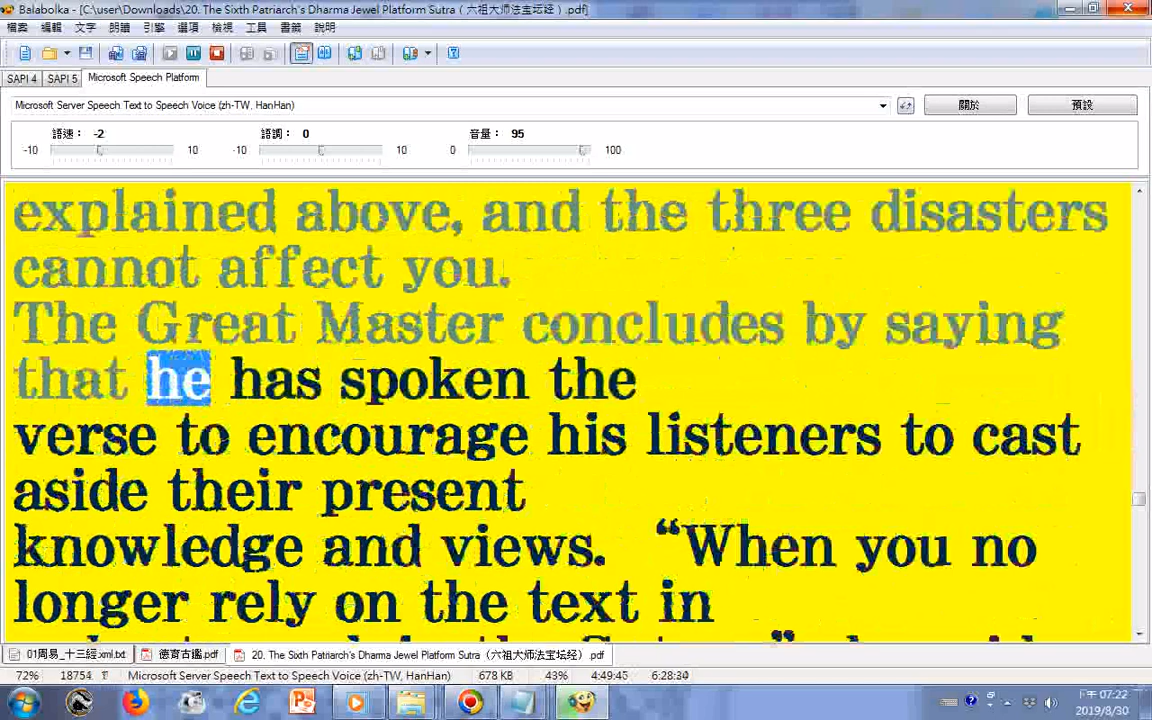 Balabolka - [C:\user\Downloads\20. The Sixth Patriarch's Dharma Jewel Platform Sutra（六祖大师法宝坛经）.pdf]
檔案 編輯 文字 朗讀 引擎 選項 檢視 工具 書籤 說明
SAPI 4 SAPI 5 Microsoft Speech Platform
Microsoft Server Speech Text to Speech Voice (zh-TW, HanHan) 關於 預設
語速： -2 語調： 0 音量： 95
-10 10 -10 10 0 100
explained above, and the three disasters
cannot affect you.
The Great Master concludes by saying
that he has spoken the
verse to encourage his listeners to cast
aside their present
knowledge and views. “When you no
longer rely on the text in
01周易_十三經.xml.txt 德育古鑑.pdf 20. The Sixth Patriarch's Dharma Jewel Platform Sutra（六祖大师法宝坛经）.pdf
72% 18754 Microsoft Server Speech Text to Speech Voice (zh-TW, HanHan) 678 KB 43% 4:49:45 6:28:30
下午 07:22
2019/8/30